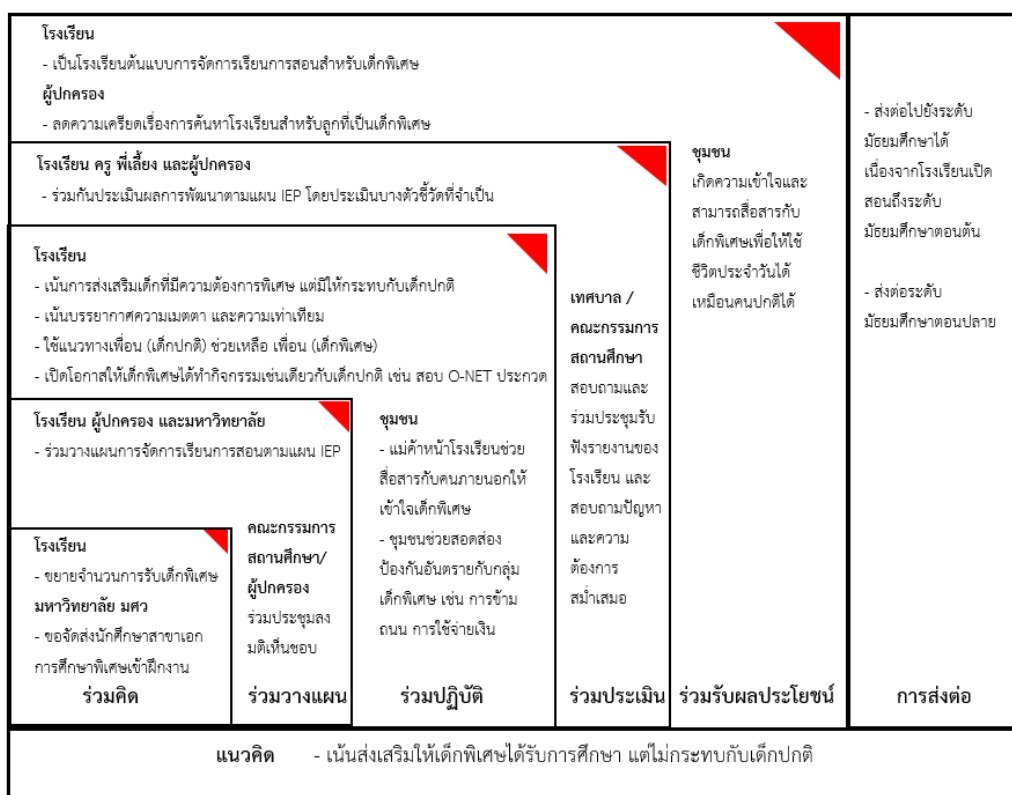 โรงเรียน
- เป็นโรงเรียนต้นแบบการจัดการเรียนการสอนสำหรับเด็กพิเศษ
ผู้ปกครอง
- ลดความเครียดเรื่องการค้นหาโรงเรียนสำหรับลูกที่เป็นเด็กพิเศษ
โรงเรียน ครู พี่เลี้ยง และผู้ปกครอง
- ร่วมกันประเมินผลการพัฒนาตามแผน IEP โดยประเมินบางตัวชี้วัดที่จำเป็น
โรงเรียน
- เน้นการส่งเสริมเด็กที่มีความต้องการพิเศษ แต่มิให้กระทบกับเด็กปกติ
- เน้นบรรยากาศความเมตตา และความเท่าเทียม
- ใช้แนวทางเพื่อน (เด็กปกติ) ช่วยเหลือ เพื่อน (เด็กพิเศษ)
- เปิดโอกาสให้เด็กพิเศษได้ทำกิจกรรมเช่นเดียวกับเด็กปกติ เช่น สอบ O-NET ประกวด
โรงเรียน ผู้ปกครอง และมหาวิทยาลัย
- ร่วมวางแผนการจัดการเรียนการสอนตามแผน IEP
โรงเรียน
- ขยายจำนวนการรับเด็กพิเศษ
มหาวิทยาลัย มศว
- ขอจัดส่งนักศึกษาสาขาเอก
การศึกษาพิเศษเข้าฝึกงาน
ร่วมคิด
คณะกรรมการ
สถานศึกษา/
ผู้ปกครอง
ร่วมประชุมลง
มติเห็นชอบ
ร่วมวางแผน
ชุมชน
- แม่ค้าหน้าโรงเรียนช่วย
สื่อสารกับคนภายนอกให้
เข้าใจเด็กพิเศษ
- ชุมชนช่วยสอดส่อง
ป้องกันอันตรายกับกลุ่ม
เด็กพิเศษ เช่น การข้าม
ถนน การใช้จ่ายเงิน
ร่วมปฏิบัติ
เทศบาล /
คณะกรรมการ
สถานศึกษา
สอบถามและ
ร่วมประชุมรับ
ฟังรายงานของ
โรงเรียน และ
สอบถามปัญหา
และความ
ต้องการ
สม่ำเสมอ
ร่วมประเมิน
ชุมชน
เกิดความเข้าใจและ
สามารถสื่อสารกับ
เด็กพิเศษเพื่อให้ใช้
ชีวิตประจำวันได้
เหมือนคนปกติได้
ร่วมรับผลประโยชน์
- ส่งต่อไปยังระดับ
มัธยมศึกษาได้
เนื่องจากโรงเรียนเปิด
สอนถึงระดับ
มัธยมศึกษาตอนต้น
- ส่งต่อระดับ
มัธยมศึกษาตอนปลาย
การส่งต่อ
แนวคิด - เน้นส่งเสริมให้เด็กพิเศษได้รับการศึกษา แต่ไม่กระทบกับเด็กปกติ